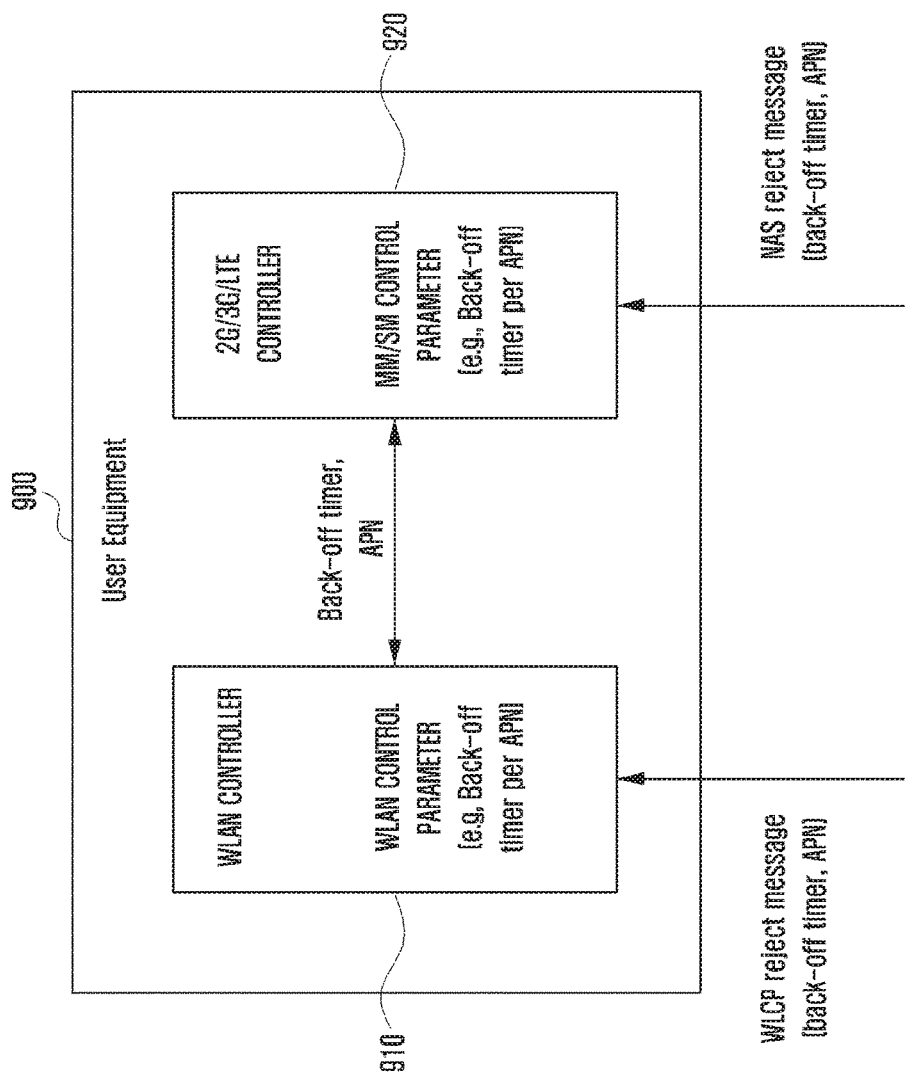 900
User Equipment
WLAN CONTROLLER
WLAN CONTROL
PARAMETER
(e.g, Back-off
timer per APN)
910
Back-off timer,
APN
2G/3G/LTE
CONTROLLER
MM/SM CONTROL
PARAMETER
(e.g., Back-off
timer per APN)
920
WLCP reject message
(back-off timer, APN)
NAS reject message
(back-off timer, APN)